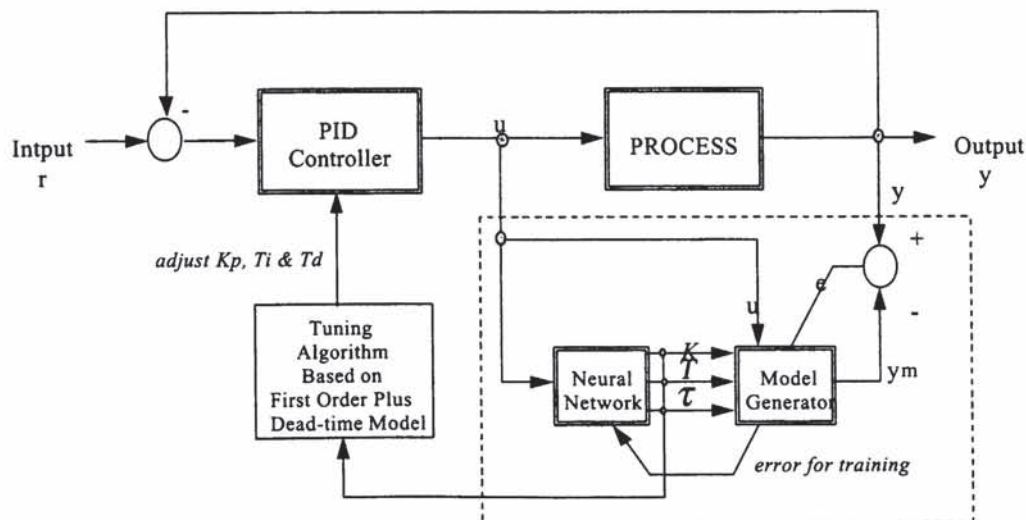 -
PID
Controller
u
PROCESS
Intput
r
Output
y
y
+
adjust Kp, Ti & Td
e
u
-
Tuning
Algorithm
Based on
First Order Plus
Dead-time Model
Neural
Network
K
T
τ
Model
Generator
ym
error for training